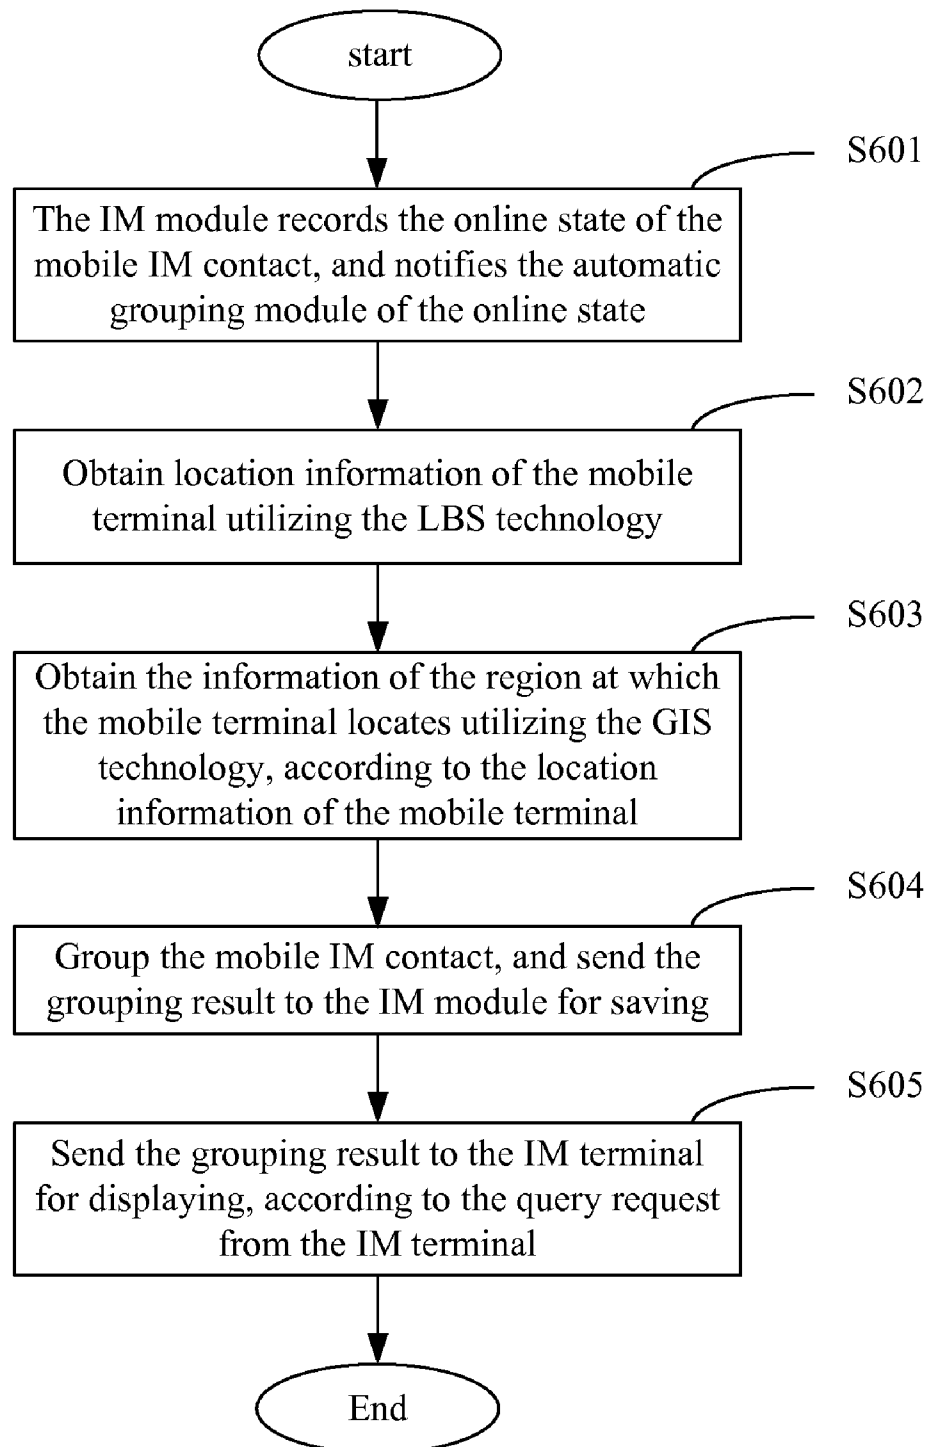 start
S601
The IM module records the online state of the
mobile IM contact, and notifies the automatic
grouping module of the online state
S602
Obtain location information of the mobile
terminal utilizing the LBS technology
S603
Obtain the information of the region at which
the mobile terminal locates utilizing the GIS
technology, according to the location
information of the mobile terminal
S604
Group the mobile IM contact, and send the
grouping result to the IM module for saving
S605
Send the grouping result to the IM terminal
for displaying, according to the query request
from the IM terminal
End